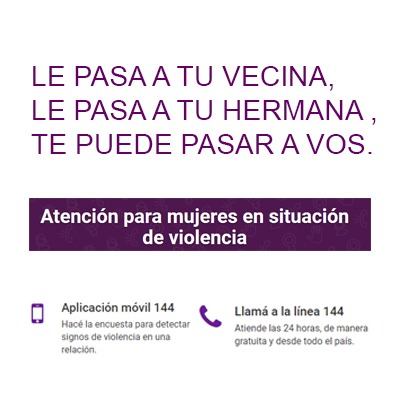 LE PASA A TU VECINA,
LE PASA A TU HERMANA ,
TE PUEDE PASAR A VOS.
Atención para mujeres en situación
de violencia
Aplicación móvil 144
Hacé la encuesta para detectar
signos de violencia en una
relación.
Llamá a la línea 144
Atiende las 24 horas, de manera
gratuita y desde todo el país.